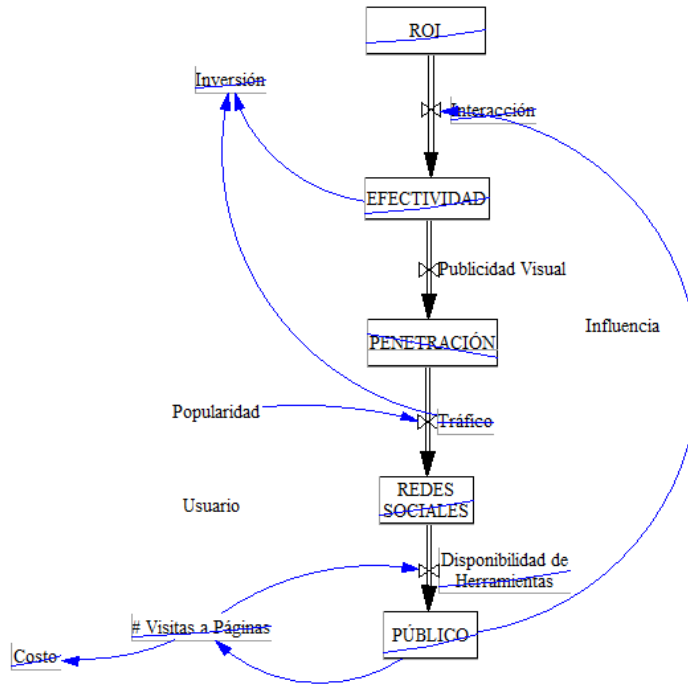 ROI
Inversión
Interacción
EFECTIVIDAD
Publicidad Visual
Influencia
PENETRACIÓN
Popularidad
Tráfico
REDES
SOCIALES
Usuario
Disponibilidad de
Herramientas
# Visitas a Páginas
PÚBLICO
Costo